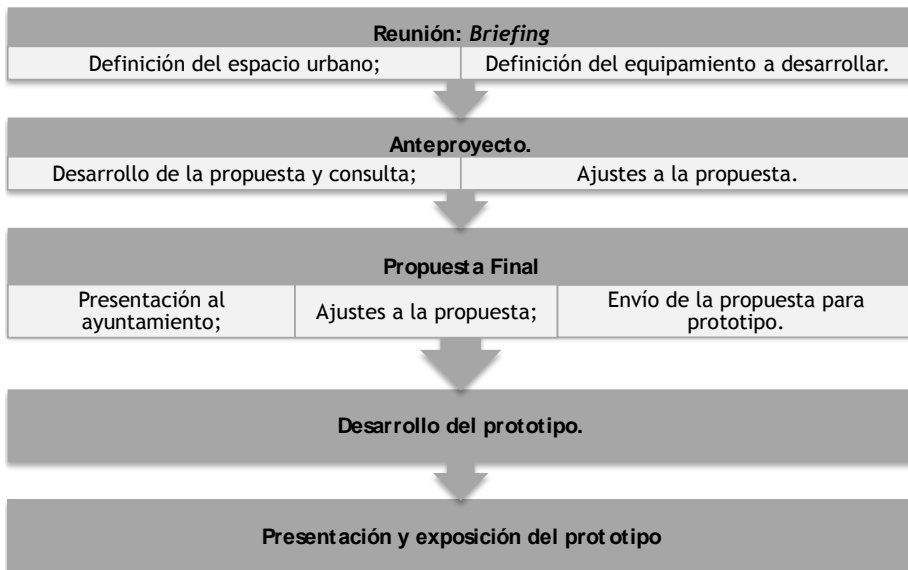 Reunión: Briefing
Definición del espacio urbano;
Definición del equipamiento a desarrollar.
Anteproyecto.
Desarrollo de la propuesta y consulta;
Ajustes a la propuesta.
Propuesta Final
Presentación al
ayuntamiento;
Ajustes a la propuesta;
Envío de la propuesta para
prototipo.
Desarrollo del prototipo.
Presentación y exposición del prototipo